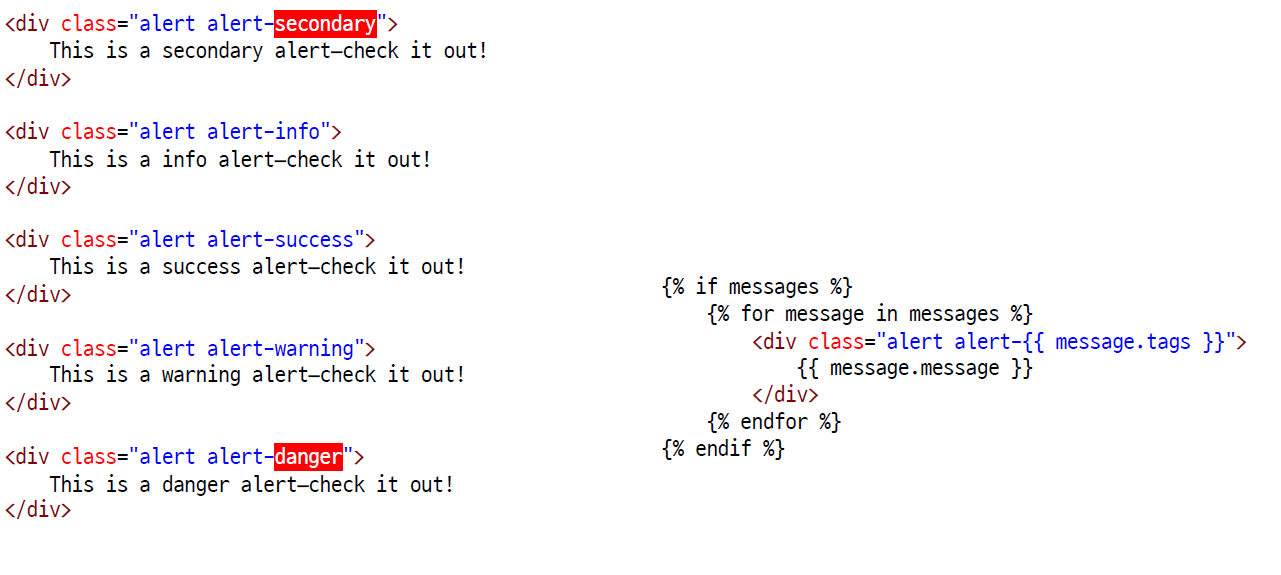 <div class="alert alert-secondary">
    This is a secondary alert—check it out!
</div>

<div class="alert alert-info">
    This is a info alert—check it out!
</div>

<div class="alert alert-success">
    This is a success alert—check it out!
</div>

<div class="alert alert-warning">
    This is a warning alert—check it out!
</div>

<div class="alert alert-danger">
    This is a danger alert—check it out!
</div>

{% if messages %}
    {% for message in messages %}
        <div class="alert alert-{{ message.tags }}">
            {{ message.message }}
        </div>
    {% endfor %}
{% endif %}